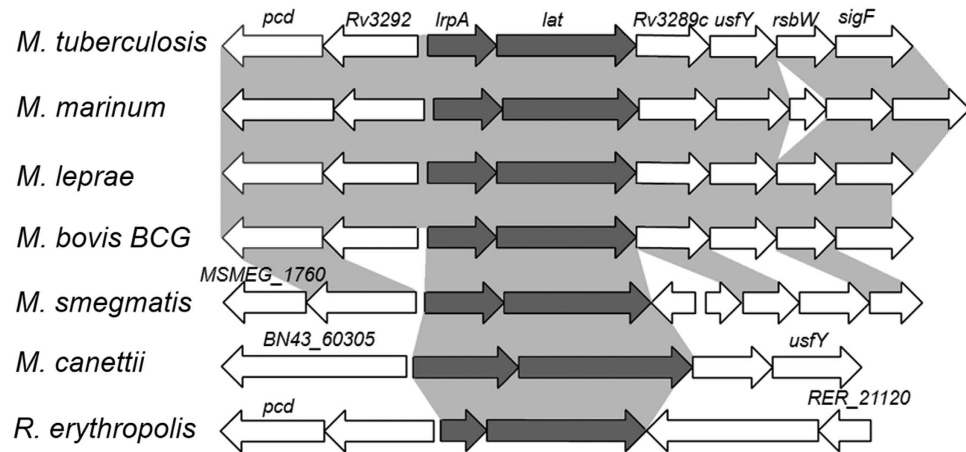 pcd Rv3292 lrpA lat Rv3289c usfY rsbW sigF
M. tuberculosis
M. marinum
M. leprae
M. bovis BCG
MSMEG_1760
M. smegmatis
BN43_60305 usfY
M. canettii
pcd RER_21120
R. erythropolis